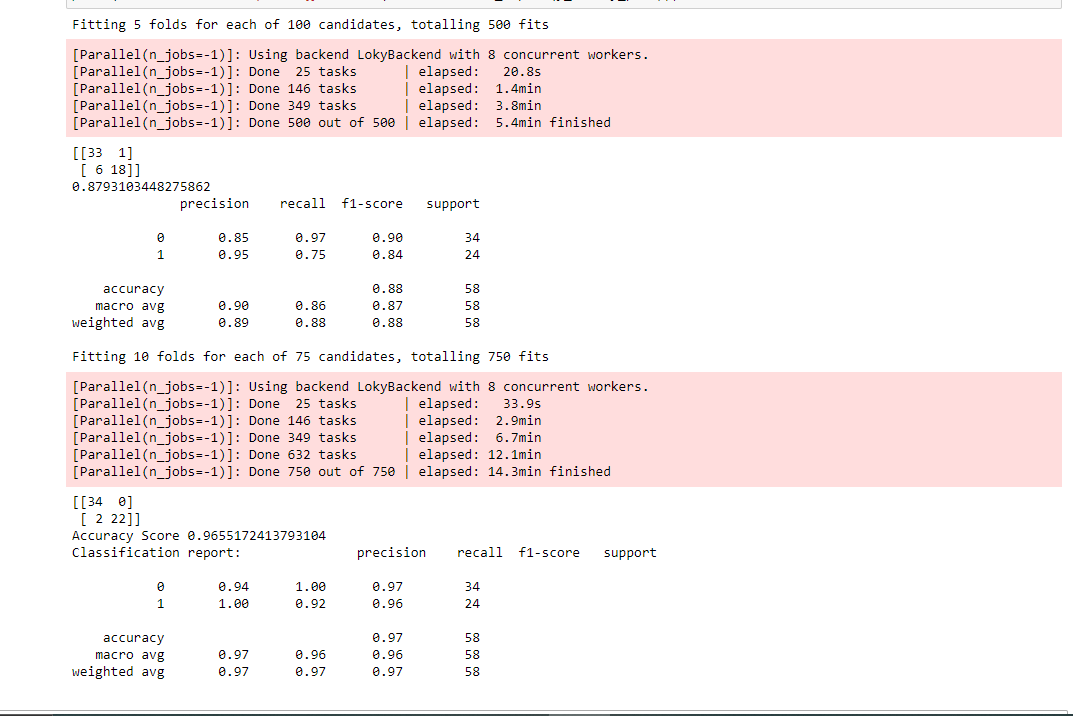 Fitting 5 folds for each of 100 candidates, totalling 500 fits
[Parallel(n_jobs=-1)]: Using backend LokyBackend with 8 concurrent workers.
[Parallel(n_jobs=-1)]: Done  25 tasks      | elapsed:   20.8s
[Parallel(n_jobs=-1)]: Done 146 tasks      | elapsed:  1.4min
[Parallel(n_jobs=-1)]: Done 349 tasks      | elapsed:  3.8min
[Parallel(n_jobs=-1)]: Done 500 out of 500 | elapsed:  5.4min finished
[[33  1]
 [ 6 18]]
0.8793103448275862
              precision    recall  f1-score   support
           0       0.85      0.97      0.90        34
           1       0.95      0.75      0.84        24
    accuracy                           0.88        58
   macro avg       0.90      0.86      0.87        58
weighted avg       0.89      0.88      0.88        58
Fitting 10 folds for each of 75 candidates, totalling 750 fits
[Parallel(n_jobs=-1)]: Using backend LokyBackend with 8 concurrent workers.
[Parallel(n_jobs=-1)]: Done  25 tasks      | elapsed:   33.9s
[Parallel(n_jobs=-1)]: Done 146 tasks      | elapsed:  2.9min
[Parallel(n_jobs=-1)]: Done 349 tasks      | elapsed:  6.7min
[Parallel(n_jobs=-1)]: Done 632 tasks      | elapsed: 12.1min
[Parallel(n_jobs=-1)]: Done 750 out of 750 | elapsed: 14.3min finished
[[34  0]
 [ 2 22]]
Accuracy Score 0.9655172413793104
Classification report:               precision    recall  f1-score   support
           0       0.94      1.00      0.97        34
           1       1.00      0.92      0.96        24
    accuracy                           0.97        58
   macro avg       0.97      0.96      0.96        58
weighted avg       0.97      0.97      0.97        58